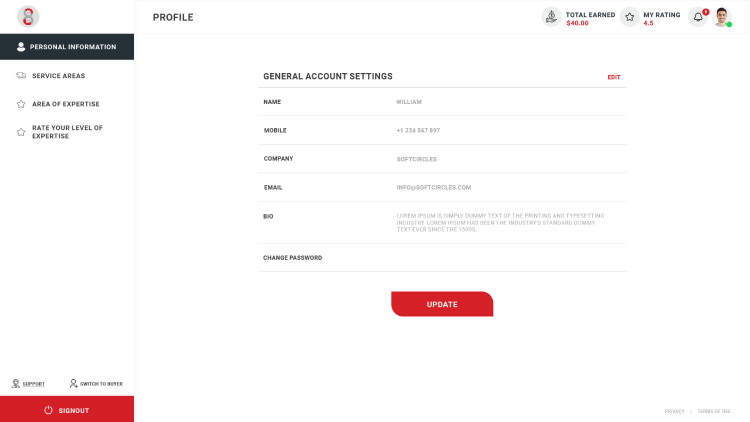 PROFILE
TOTAL EARNED
$40.00
MY RATING
4.5
PERSONAL INFORMATION
SERVICE AREAS
AREA OF EXPERTISE
RATE YOUR LEVEL OF
EXPERTISE
GENERAL ACCOUNT SETTINGS
EDIT
NAME
WILLIAM
MOBILE
+1 234 567 897
COMPANY
SOFTCIRCLES
EMAIL
INFO@SOFTCIRCLES.COM
BIO
LOREM IPSUM IS SIMPLY DUMMY TEXT OF THE PRINTING AND TYPESETTING
INDUSTRY. LOREM IPSUM HAS BEEN THE INDUSTRY'S STANDARD DUMMY
TEXT EVER SINCE THE 1500S,
CHANGE PASSWORD
UPDATE
SUPPORT
SWITCH TO BUYER
SIGNOUT
PRIVACY | TERMS OF USE